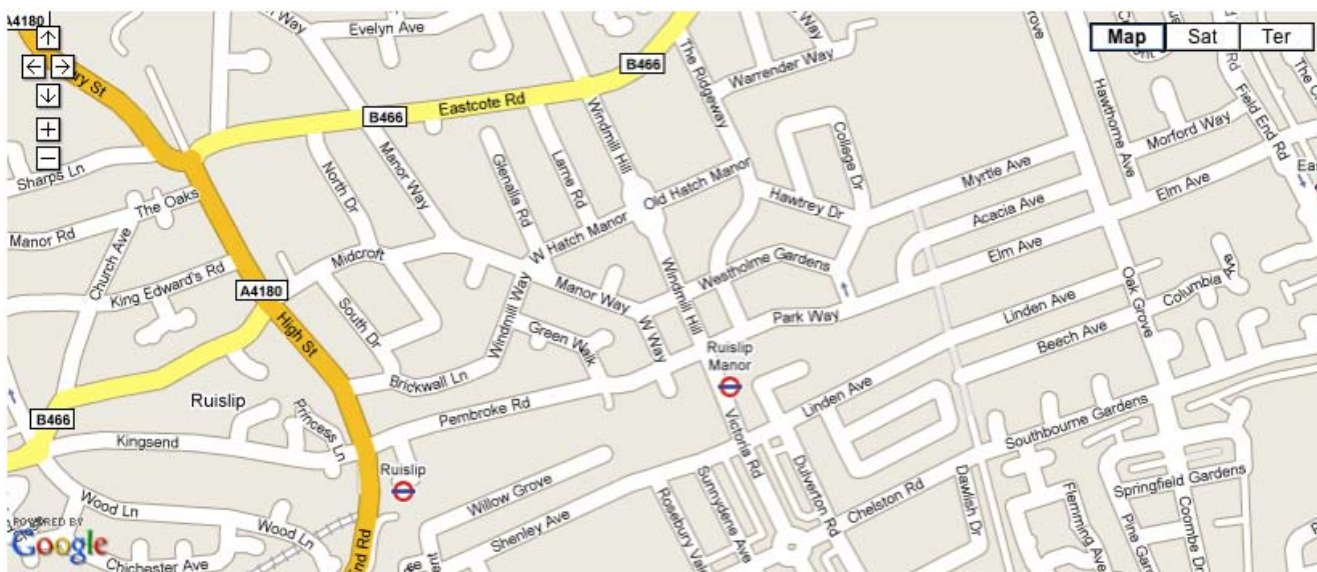 A4180
Way
Evelyn Ave
B466
The Ridgeway
Warrender Way
Map
Sat
Ter
Grove
Hawthorne Ave
Rd
Field End Rd
Morford Way
Eastcote Rd
B466
Windmill Hill
Sharps Ln
The Oaks
Manor Rd
Church Ave
King Edward's Rd
North Dr
Manor Way
Glenalla Rd
Larne Rd
Old Hatch Manor
W Hatch Manor
College Dr
Hawtrey Dr
Myrtle Ave
Acacia Ave
Elm Ave
Elm Ave
Midcroft
A4180
High St
South Dr
Windmill Way
Manor Way
Green Walk
W Way
Westholme Gardens
Windmill Hill
Park Way
Ruislip
Manor
Linden Ave
Beech Ave
Oak Grove
Columbia Ave
Brickwall Ln
Pembroke Rd
Linden Ave
Ruislip
B466
Kingsend
Princess Ln
Ruislip
Victoria Rd
Southbourne Gardens
Springfield Gardens
Wood Ln
Wood Ln
Willow Grove
Shenley Ave
Sunnydene Ave
Dulverton Rd
Chelston Rd
Dawlish Dr
Flemming Ave
Coombe Dr
POWERED BY
Google
Chichester Ave